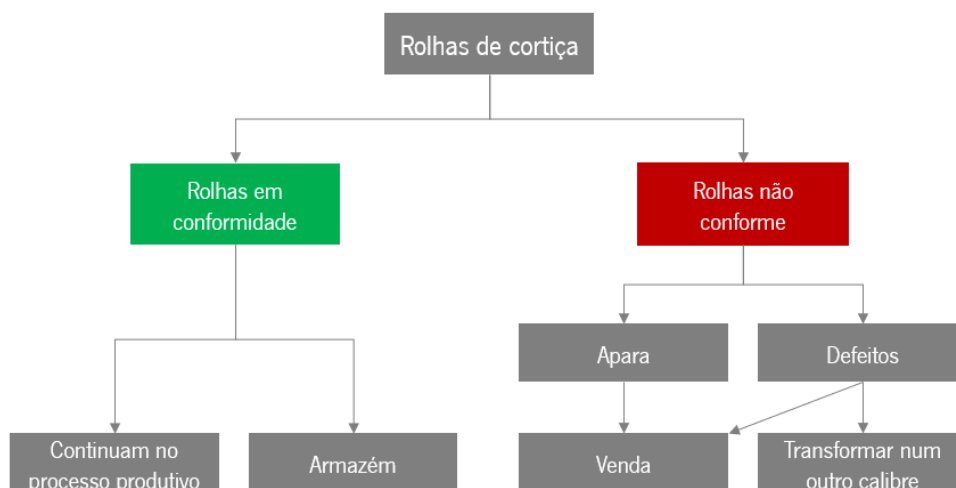 Rolhas de cortiça
Rolhas em
conformidade
Rolhas não
conforme
Apara
Defeitos
Continuam no
processo produtivo
Armazém
Venda
Transformar num
outro calibre